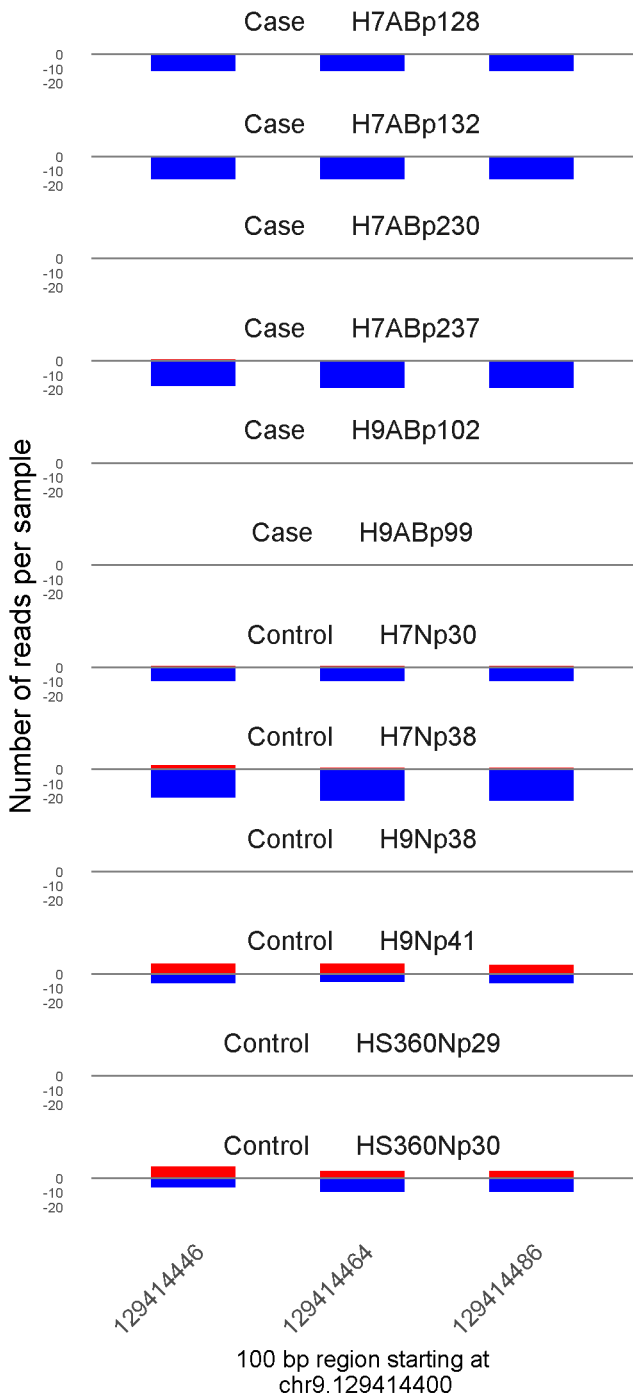 Case H7ABp128
0
-10
-20
Case H7ABp132
0
-10
-20
Case H7ABp230
0
-10
-20
Case H7ABp237
0
-10
-20
Case H9ABp102
0
-10
-20
Case H9ABp99
0
-10
-20
Control H7Np30
0
-10
-20
Control H7Np38
0
-10
-20
Control H9Np38
0
-10
-20
Control H9Np41
0
-10
-20
Control HS360Np29
0
-10
-20
Control HS360Np30
0
-10
-20
Number of reads per sample
129414446
129414464
129414486
100 bp region starting at
chr9.129414400